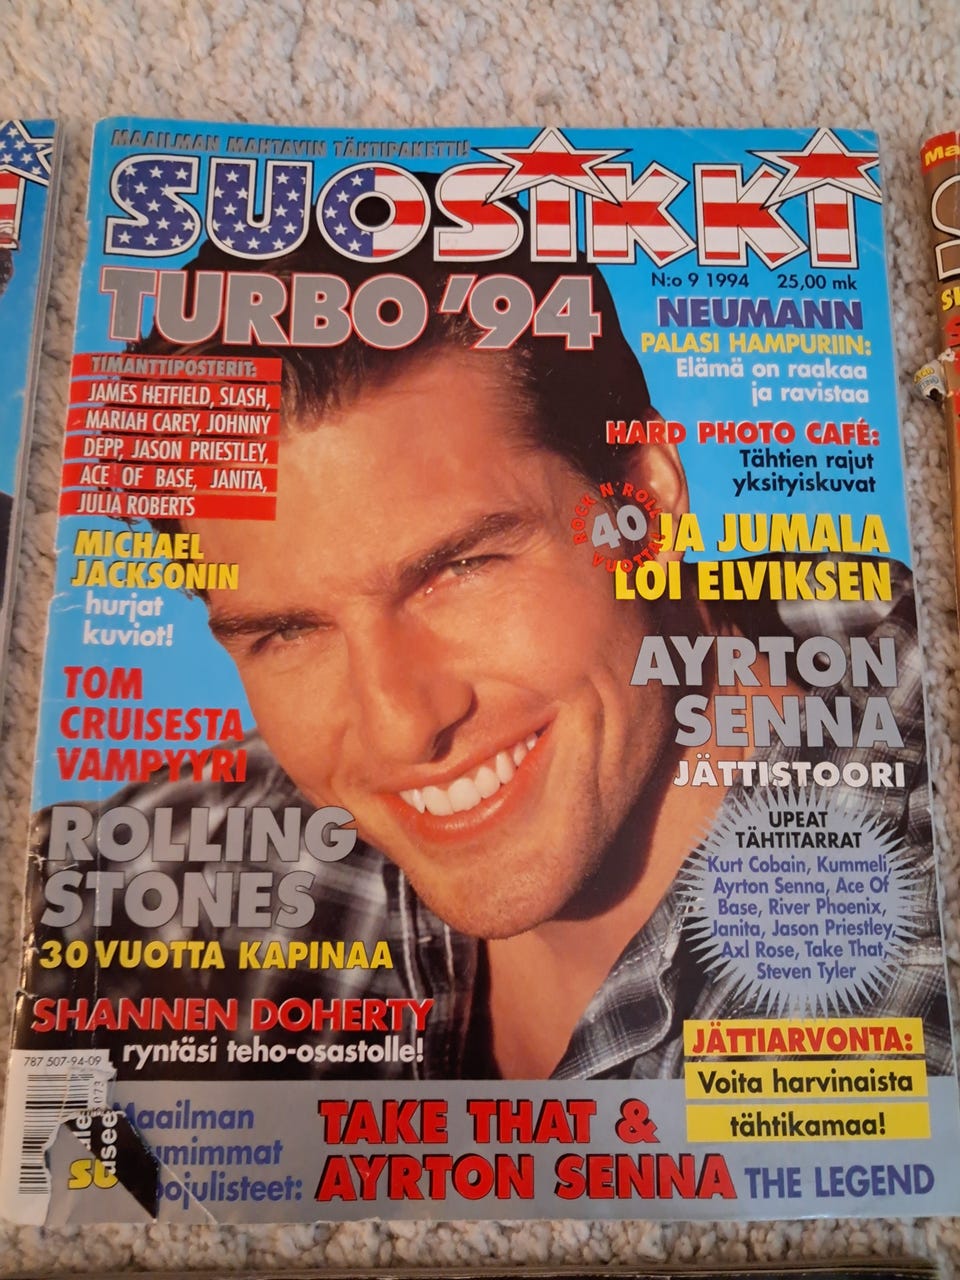 MAAILMAN MAHTAVIN TÄHTIPAKETTI!
SUOSIKKI
TURBO '94
N:o 9 1994 25,00 mk
TIMANTTIPOSTERIT:
JAMES HETFIELD, SLASH,
MARIAH CAREY, JOHNNY
DEPP, JASON PRIESTLEY,
ACE OF BASE, JANITA,
JULIA ROBERTS
MICHAEL
JACKSONIN
hurjat
kuviot!
TOM
CRUISESTA
VAMPYYRI
ROLLING
STONES
30 VUOTTA KAPINAA
SHANNEN DOHERTY
ryntäsi teho-osastolle!
NEUMANN
PALASI HAMPURIIN:
Elämä on raakaa
ja ravistaa
HARD PHOTO CAFÉ:
Tähtien rajut
yksityiskuvat
ROCK N' ROLL
40
VUOTTA!
JA JUMALA
LOI ELVIKSEN
AYRTON
SENNA
JÄTTISTOORI
UPEAT
TÄHTITARRAT
Kurt Cobain, Kummeli,
Ayrton Senna, Ace Of
Base, River Phoenix,
Janita, Jason Priestley,
Axl Rose, Take That,
Steven Tyler
JÄTTIARVONTA:
Voita harvinaista
tähtikamaa!
787 507-94-09
Maailman
TAKE THAT &
AYRTON SENNA THE LEGEND